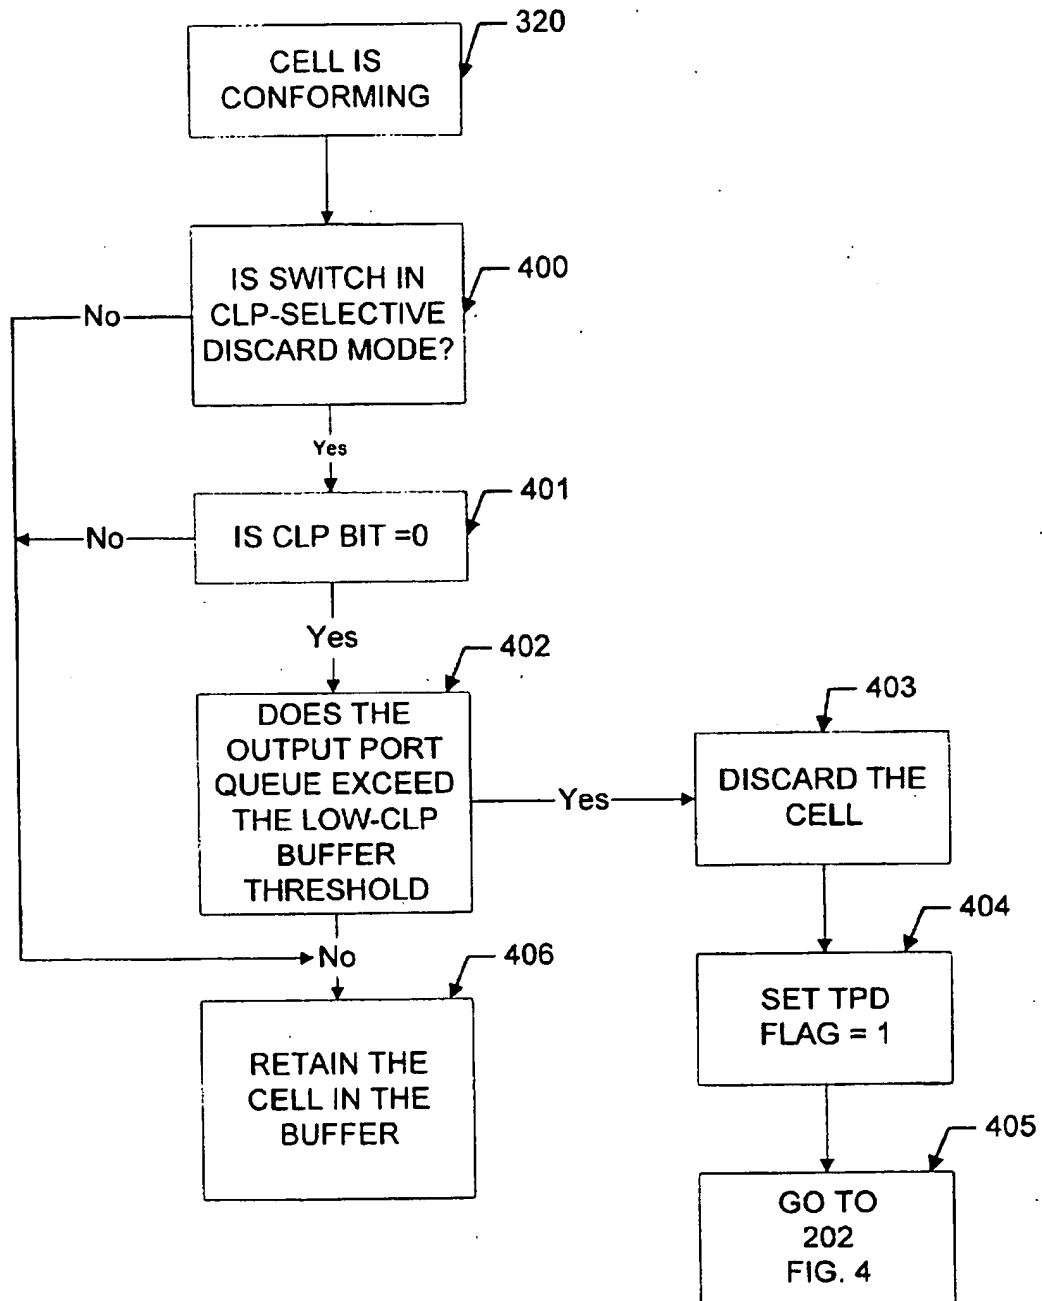 320
CELL IS
CONFORMING
400
IS SWITCH IN
CLP-SELECTIVE
DISCARD MODE?
No
Yes
401
IS CLP BIT =0
No
Yes
402
DOES THE
OUTPUT PORT
QUEUE EXCEED
THE LOW-CLP
BUFFER
THRESHOLD
Yes
403
DISCARD THE
CELL
404
SET TPD
FLAG = 1
405
GO TO
202
FIG. 4
No
406
RETAIN THE
CELL IN THE
BUFFER